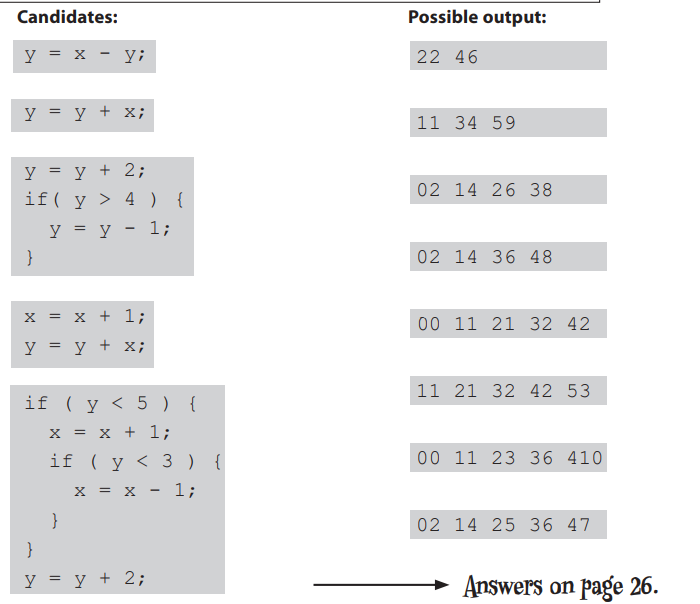 Candidates:
y = x - y;
y = y + x;
y = y + 2;
if( y > 4 ) {
  y = y - 1;
}
x = x + 1;
y = y + x;
if ( y < 5 ) {
  x = x + 1;
  if ( y < 3 ) {
    x = x - 1;
  }
}
y = y + 2;
Possible output:
22 46
11 34 59
02 14 26 38
02 14 36 48
00 11 21 32 42
11 21 32 42 53
00 11 23 36 410
02 14 25 36 47
Answers on page 26.